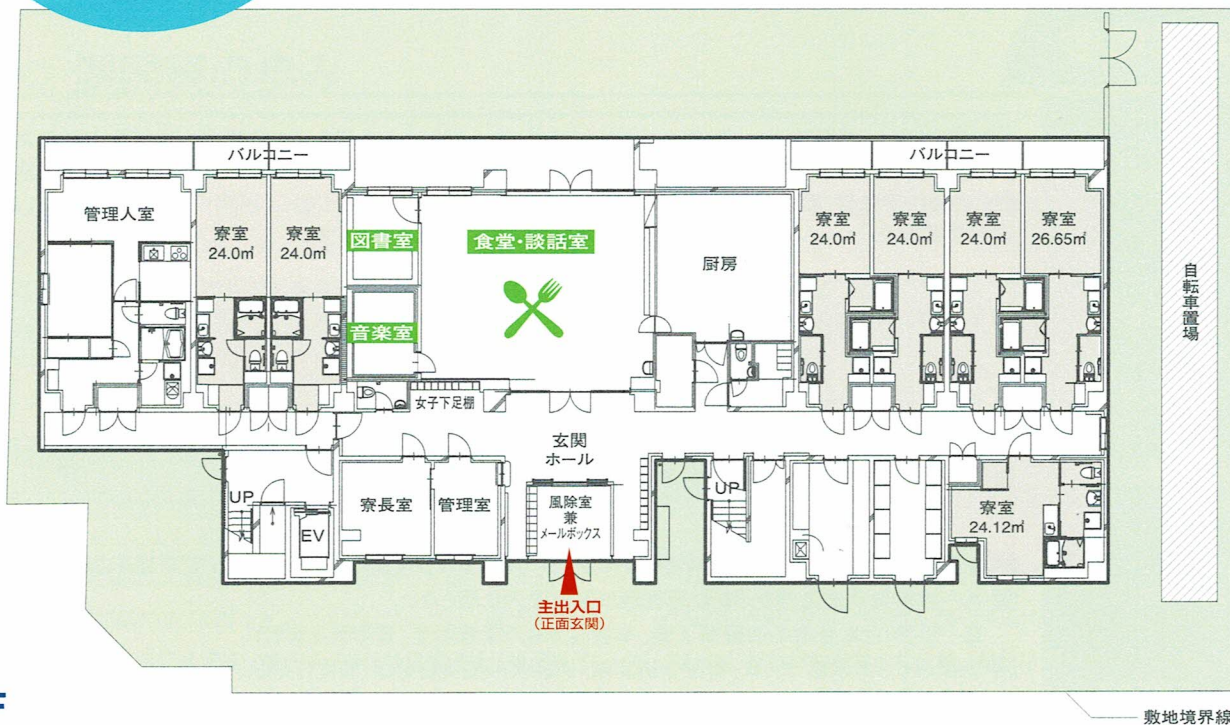 バルコニー
バルコニー
管理人室
寮室
24.0㎡
寮室
24.0㎡
図書室
音楽室
食堂・談話室
厨房
寮室
24.0㎡
寮室
24.0㎡
寮室
24.0㎡
寮室
26.65㎡
自転車置場
女子下足棚
玄関
ホール
UP
EV
寮長室
管理室
風除室
兼
メールボックス
UP
寮室
24.12㎡
主出入口
(正面玄関)
敷地境界線